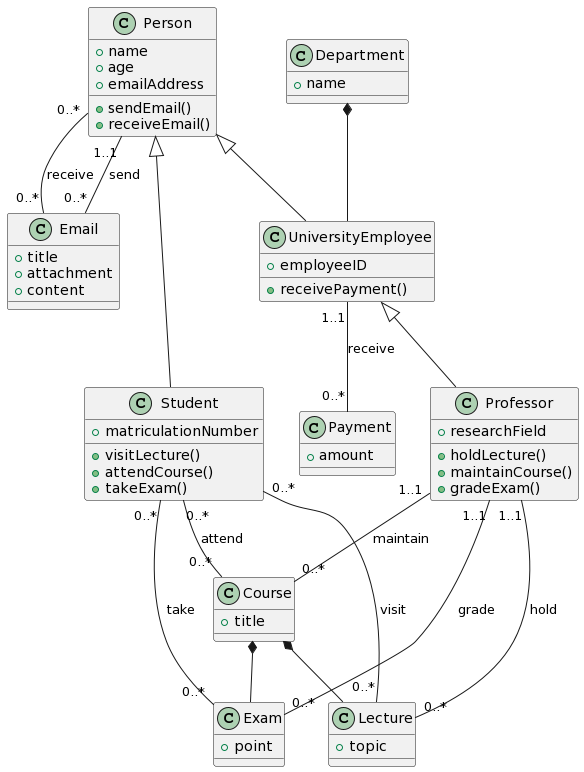 C Person
name
age
emailAddress
sendEmail()
receiveEmail()
C Department
name
0..*
1..1
receive
send
0..*
0..*
C Email
title
attachment
content
C UniversityEmployee
employeeID
receivePayment()
1..1
receive
0..*
C Student
matriculationNumber
visitLecture()
attendCourse()
takeExam()
C Payment
amount
C Professor
researchField
holdLecture()
maintainCourse()
gradeExam()
0..*
0..*
0..*
1..1
1..1
1..1
attend
maintain
0..*
0..*
C Course
title
take
visit
grade
hold
0..*
0..*
0..*
0..*
C Exam
point
C Lecture
topic